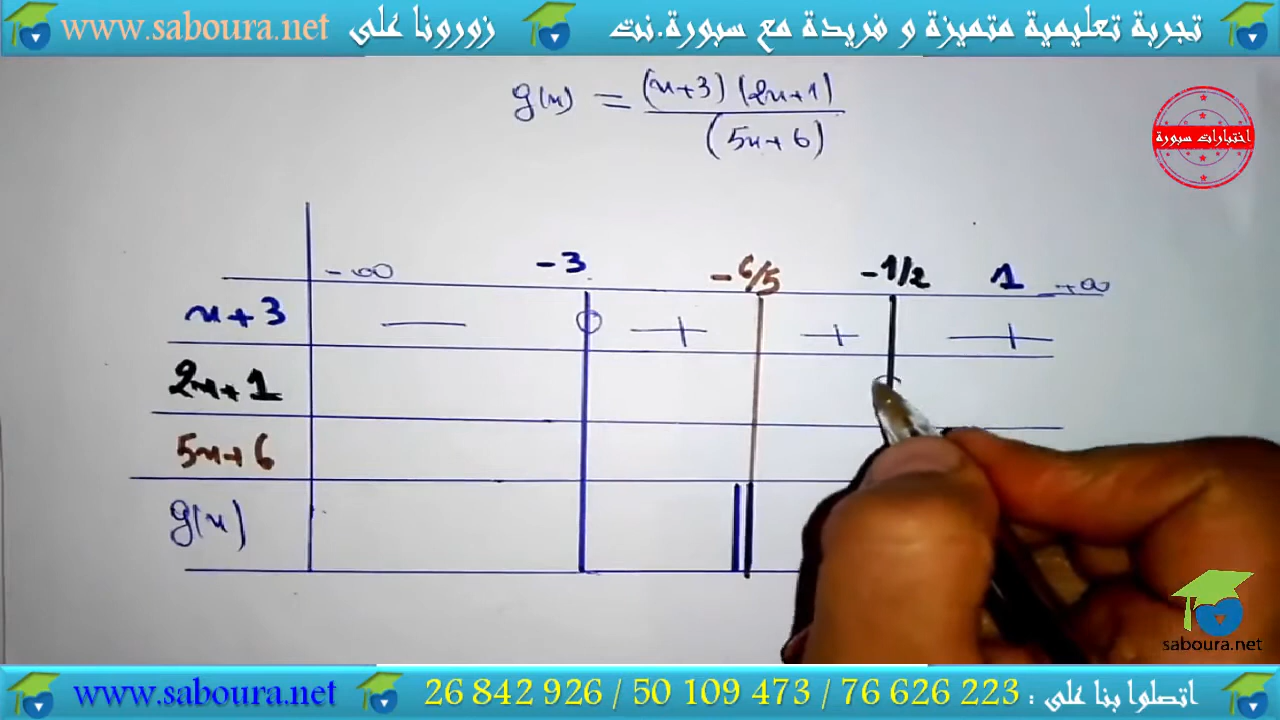 تجربة تعليمية متميزة و فريدة مع سبورة.نت زورونا على www.saboura.net
g(x) = (x+3) (2x+1) / (5x+6)
اختبارات سبورة
-∞ -3 -6/5 -1/2 1 +∞
x+3 — 0 + + +
2x+1
5x+6
g(x)
saboura.net
اتصلوا بنا على : 26 842 926 / 50 109 473 / 76 626 223 www.saboura.net